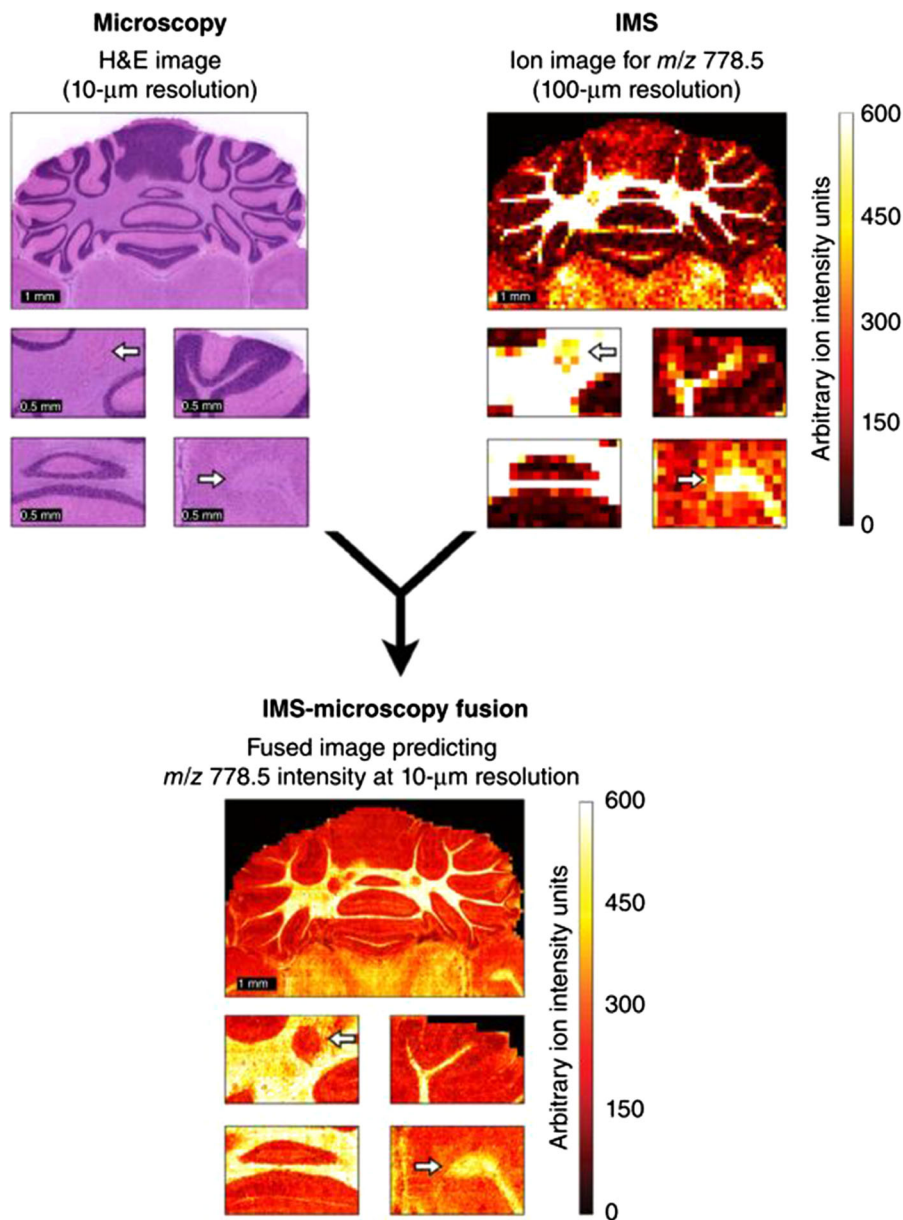 Microscopy
H&E image
(10-μm resolution)
1 mm
0.5 mm
0.5 mm
0.5 mm
IMS
Ion image for m/z 778.5
(100-μm resolution)
1 mm
0.5 mm
0.5 mm
600
450
300
150
0
Arbitrary ion intensity units
IMS-microscopy fusion
Fused image predicting
m/z 778.5 intensity at 10-μm resolution
1 mm
600
450
300
150
0
Arbitrary ion intensity units